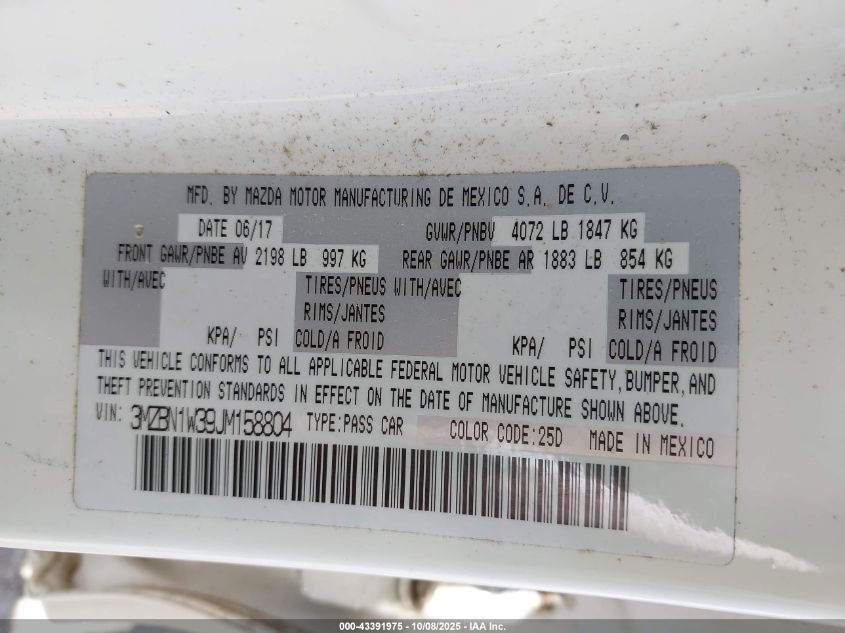 MFD. BY MAZDA MOTOR MANUFACTURING DE MEXICO S.A. DE C.V.
DATE 06/17 GVWR/PNBV 4072 LB 1847 KG
FRONT GAWR/PNBE AV 2198 LB 997 KG REAR GAWR/PNBE AR 1883 LB 854 KG
WITH/AVEC TIRES/PNEUS WITH/AVEC TIRES/PNEUS
RIMS/JANTES RIMS/JANTES
KPA/ PSI COLD/A FROID KPA/ PSI COLD/A FROID
THIS VEHICLE CONFORMS TO ALL APPLICABLE FEDERAL MOTOR VEHICLE SAFETY, BUMPER, AND
THEFT PREVENTION STANDARDS IN EFFECT ON THE DATE OF MANUFACTURE SHOWN ABOVE.
VIN: 3MZBN1W39JM158804 TYPE:PASS CAR COLOR CODE:25D MADE IN MEXICO
000-43391975 - 10/08/2025 - IAA Inc.